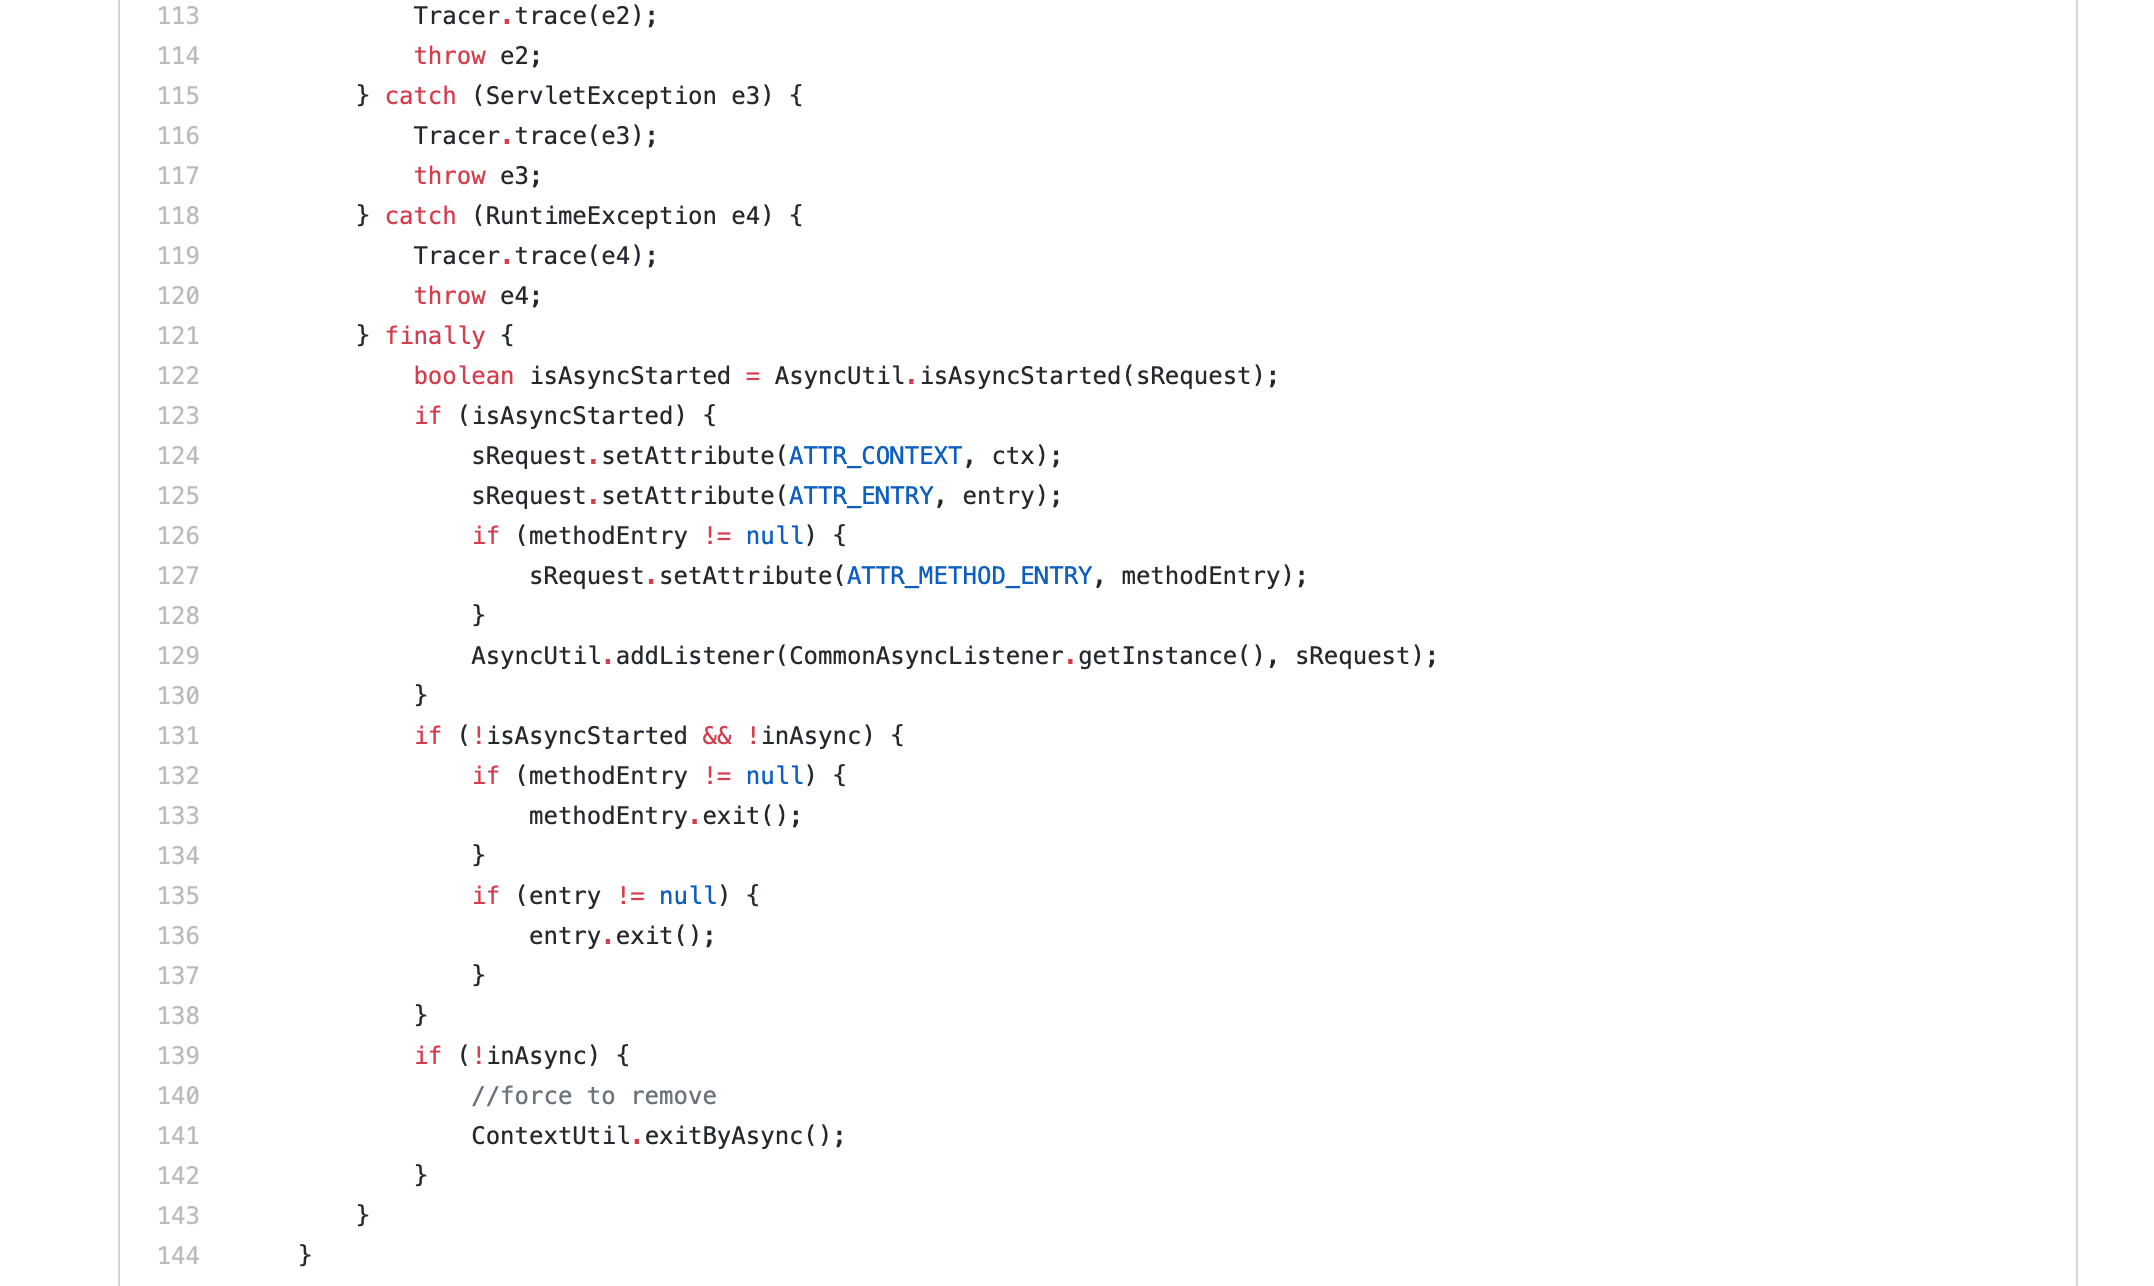 113 Tracer.trace(e2);
114 throw e2;
115 } catch (ServletException e3) {
116 Tracer.trace(e3);
117 throw e3;
118 } catch (RuntimeException e4) {
119 Tracer.trace(e4);
120 throw e4;
121 } finally {
122 boolean isAsyncStarted = AsyncUtil.isAsyncStarted(sRequest);
123 if (isAsyncStarted) {
124 sRequest.setAttribute(ATTR_CONTEXT, ctx);
125 sRequest.setAttribute(ATTR_ENTRY, entry);
126 if (methodEntry != null) {
127 sRequest.setAttribute(ATTR_METHOD_ENTRY, methodEntry);
128 }
129 AsyncUtil.addListener(CommonAsyncListener.getInstance(), sRequest);
130 }
131 if (!isAsyncStarted && !inAsync) {
132 if (methodEntry != null) {
133 methodEntry.exit();
134 }
135 if (entry != null) {
136 entry.exit();
137 }
138 }
139 if (!inAsync) {
140 //force to remove
141 ContextUtil.exitByAsync();
142 }
143 }
144 }